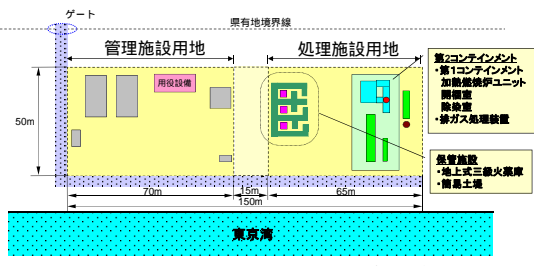 ゲート
県有地境界線
管理施設用地
処理施設用地
用役設備
50m
第2コンテインメント
・第1コンテインメント
加熱燃焼炉ユニット
開梱室
除染室
・排ガス処理装置
保管施設
・地上式三級火薬庫
・簡易土堤
70m
15m
65m
150m
東京湾